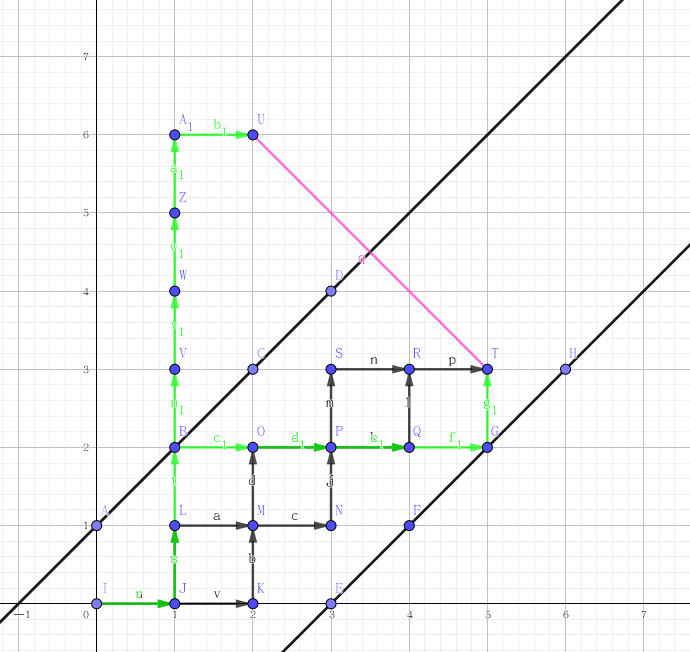 7
A₁ b₁ U
6
a₁
Z
5
w₁
W D
4
v₁
V C S n R p T H
3
u₁ m l g₁
B c₁ O d₁ P k₁ Q f₁ G
2
t d j
A L a M c N F
1
s b
I u J v K E
−1 0 1 2 3 4 5 6 7